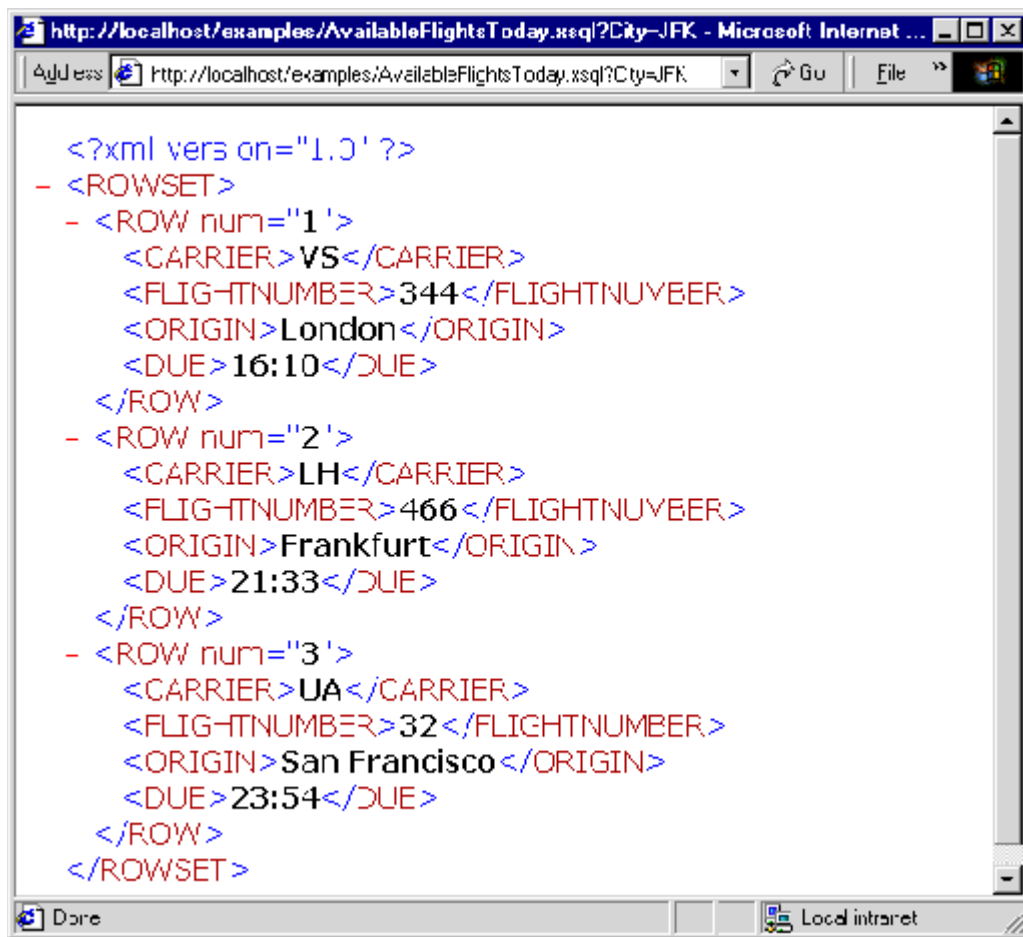 http://localhost/examples/AvailableFlightsToday.xsql?City=JFK - Microsoft Internet ...
Address http://localhost/examples/AvailableFlightsToday.xsql?City=JFK Go File »
<?xml version="1.0" ?>
- <ROWSET>
- <ROW num="1">
<CARRIER>VS</CARRIER>
<FLIGHTNUMBER>344</FLIGHTNUMBER>
<ORIGIN>London</ORIGIN>
<DUE>16:10</DUE>
</ROW>
- <ROW num="2">
<CARRIER>LH</CARRIER>
<FLIGHTNUMBER>466</FLIGHTNUMBER>
<ORIGIN>Frankfurt</ORIGIN>
<DUE>21:33</DUE>
</ROW>
- <ROW num="3">
<CARRIER>UA</CARRIER>
<FLIGHTNUMBER>32</FLIGHTNUMBER>
<ORIGIN>San Francisco</ORIGIN>
<DUE>23:54</DUE>
</ROW>
</ROWSET>
Done Local intranet